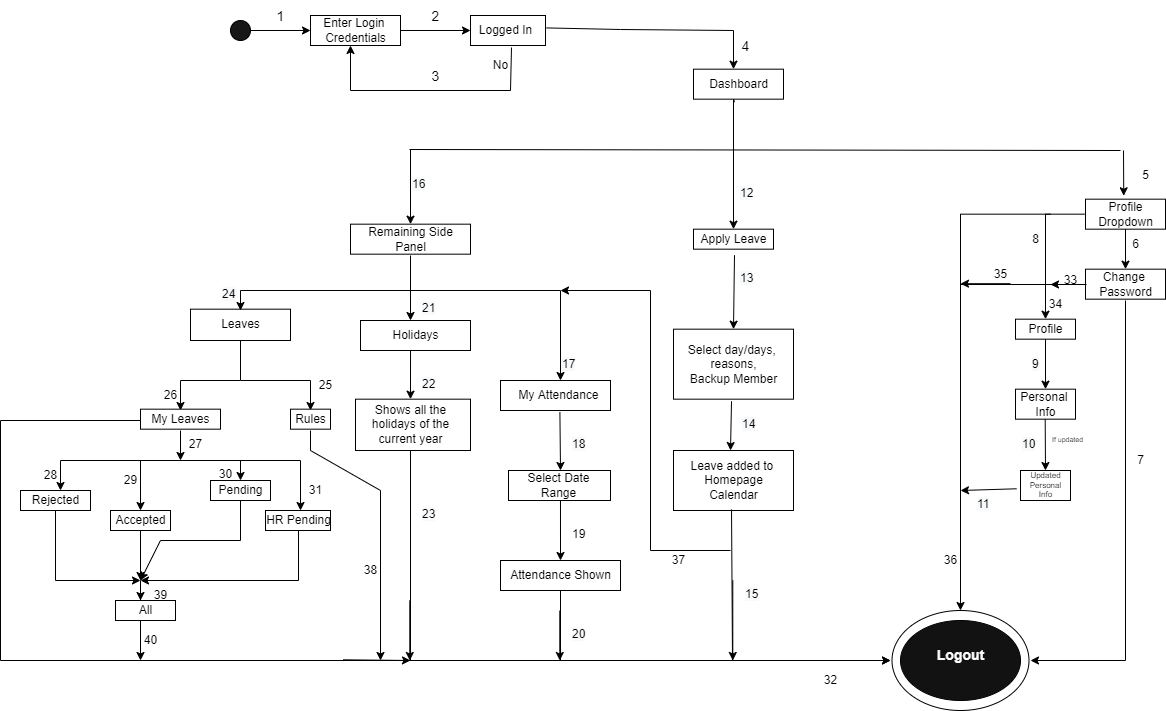 1
Enter Login
Credentials
2
Logged In
No
3
4
Dashboard
16
12
5
Profile
Dropdown
Remaining Side
Panel
Apply Leave
8
6
13
35
33
Change
Password
24
21
34
Leaves
Holidays
Profile
17
Select day/days,
reasons,
Backup Member
9
26
25
22
My Attendance
Personal
Info
My Leaves
Rules
Shows all the
holidays of the
current year
14
27
18
10
If updated
7
28
29
30
31
Rejected
Pending
Accepted
HR Pending
Select Date
Range
Leave added to
Homepage
Calendar
Updated
Personal
Info
11
23
19
38
37
36
Attendance Shown
39
15
All
40
20
Logout
32